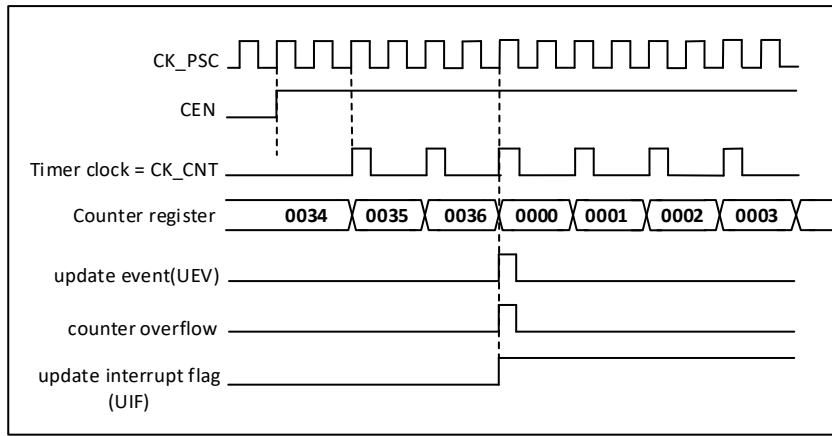 CK_PSC
CEN
Timer clock = CK_CNT
Counter register 0034 0035 0036 0000 0001 0002 0003
update event(UEV)
counter overflow
update interrupt flag
(UIF)